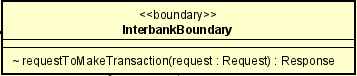 <<boundary>>
InterbankBoundary
~ requestToMakeTransaction(request : Request) : Response